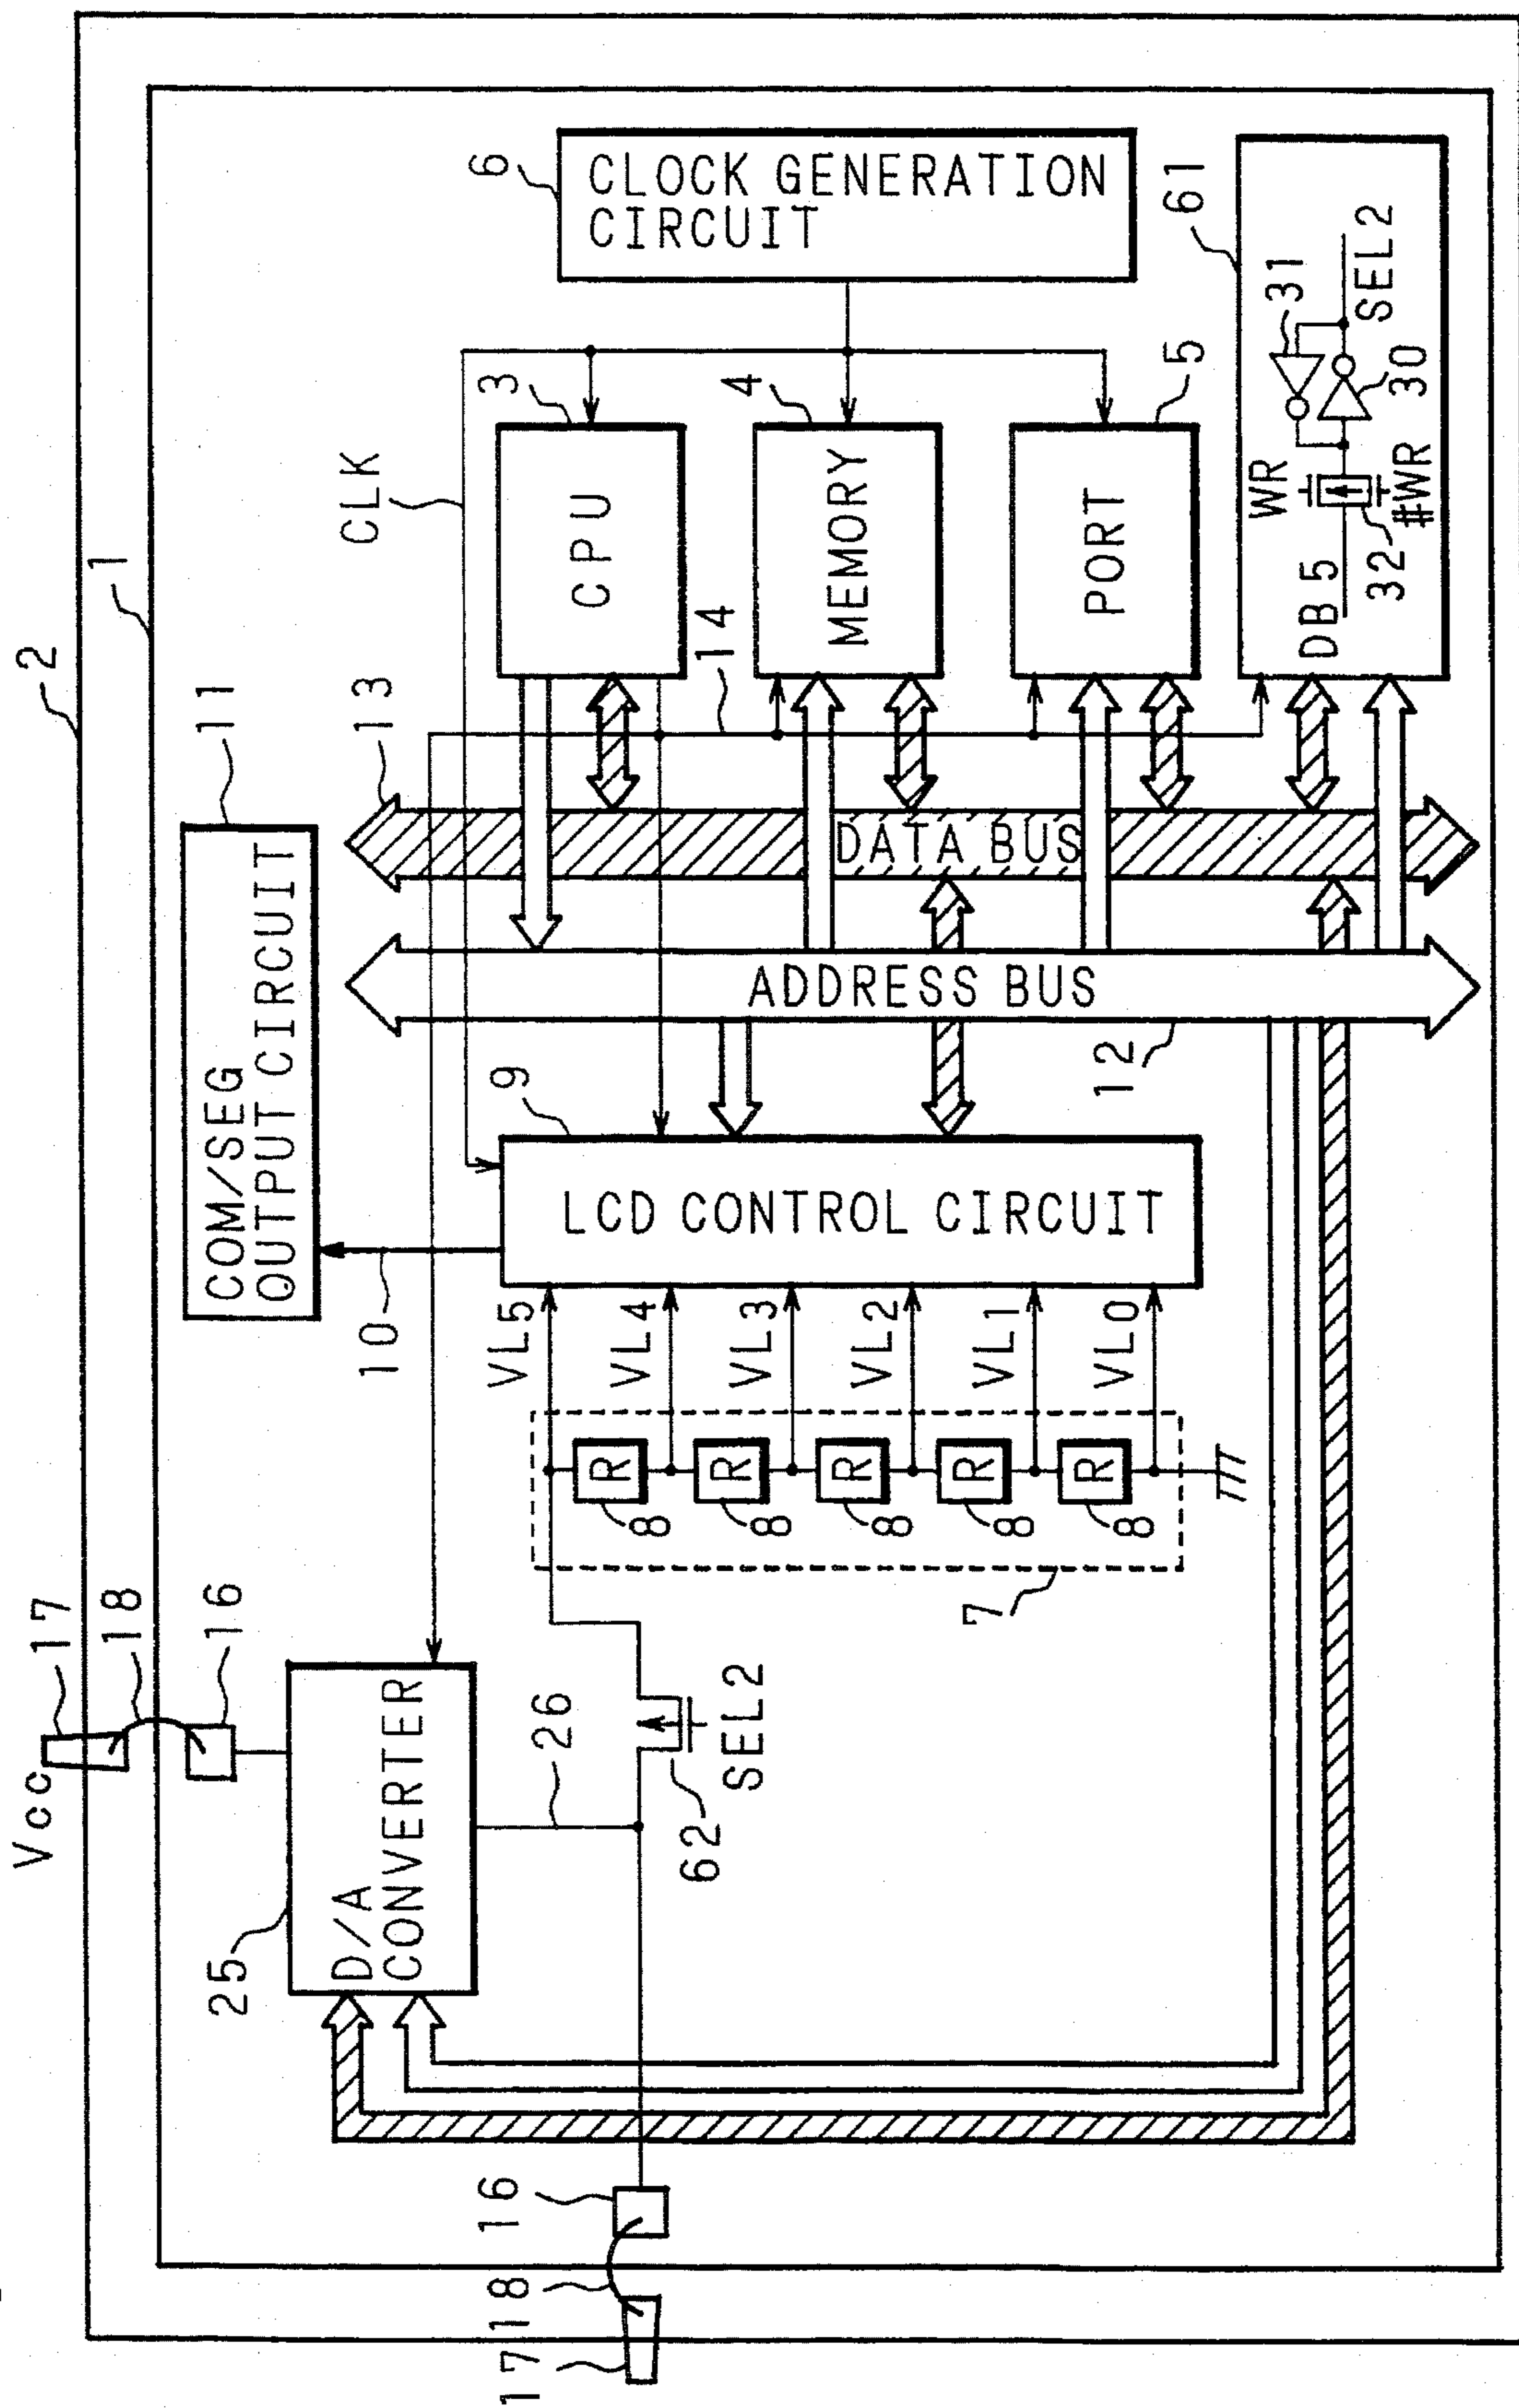 2
1
17
18
16
Vcc
25
D/A
CONVERTER
26
62
SEL2
16
18
17
11
COM/SEG
OUTPUT CIRCUIT
10
13
CLK
6
CLOCK GENERATION
CIRCUIT
3
CPU
4
MEMORY
5
PORT
14
DATA BUS
ADDRESS BUS
12
9
LCD CONTROL CIRCUIT
VL5
VL4
VL3
VL2
VL1
VL0
R
R
R
R
R
8
8
8
8
8
7
61
DB5
WR
#WR
32
31
30
SEL2